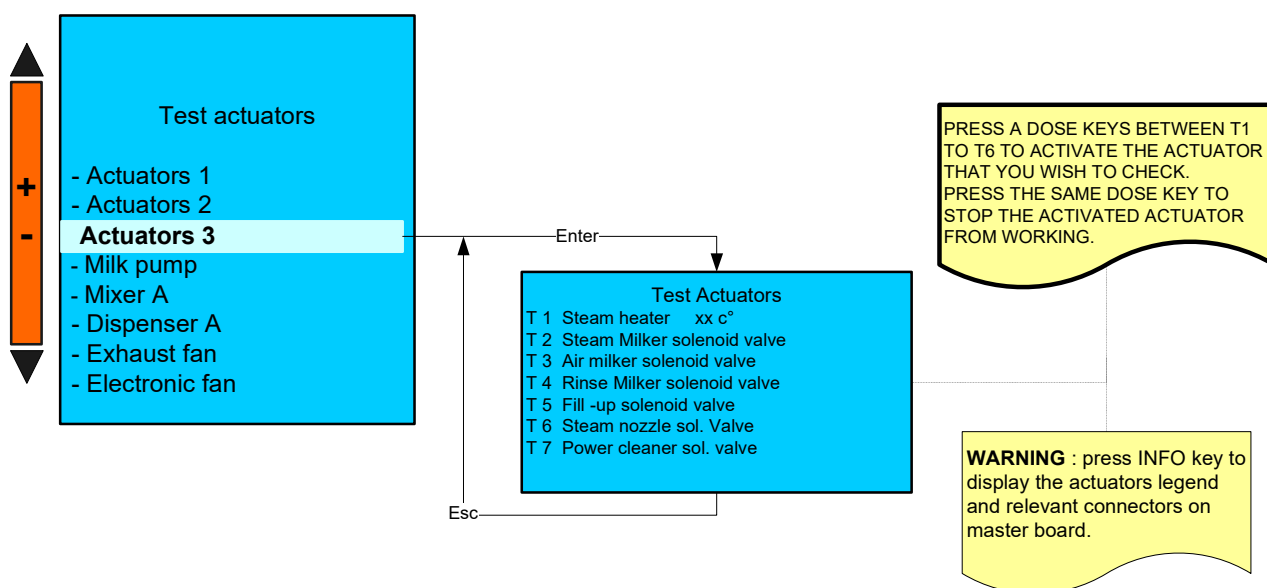 Test actuators
+
-
- Actuators 1
- Actuators 2
Actuators 3
- Milk pump
- Mixer A
- Dispenser A
- Exhaust fan
- Electronic fan
Enter
Esc
Test Actuators
T 1 Steam heater xx c°
T 2 Steam Milker solenoid valve
T 3 Air milker solenoid valve
T 4 Rinse Milker solenoid valve
T 5 Fill -up solenoid valve
T 6 Steam nozzle sol. Valve
T 7 Power cleaner sol. valve
PRESS A DOSE KEYS BETWEEN T1
TO T6 TO ACTIVATE THE ACTUATOR
THAT YOU WISH TO CHECK.
PRESS THE SAME DOSE KEY TO
STOP THE ACTIVATED ACTUATOR
FROM WORKING.
WARNING : press INFO key to
display the actuators legend
and relevant connectors on
master board.